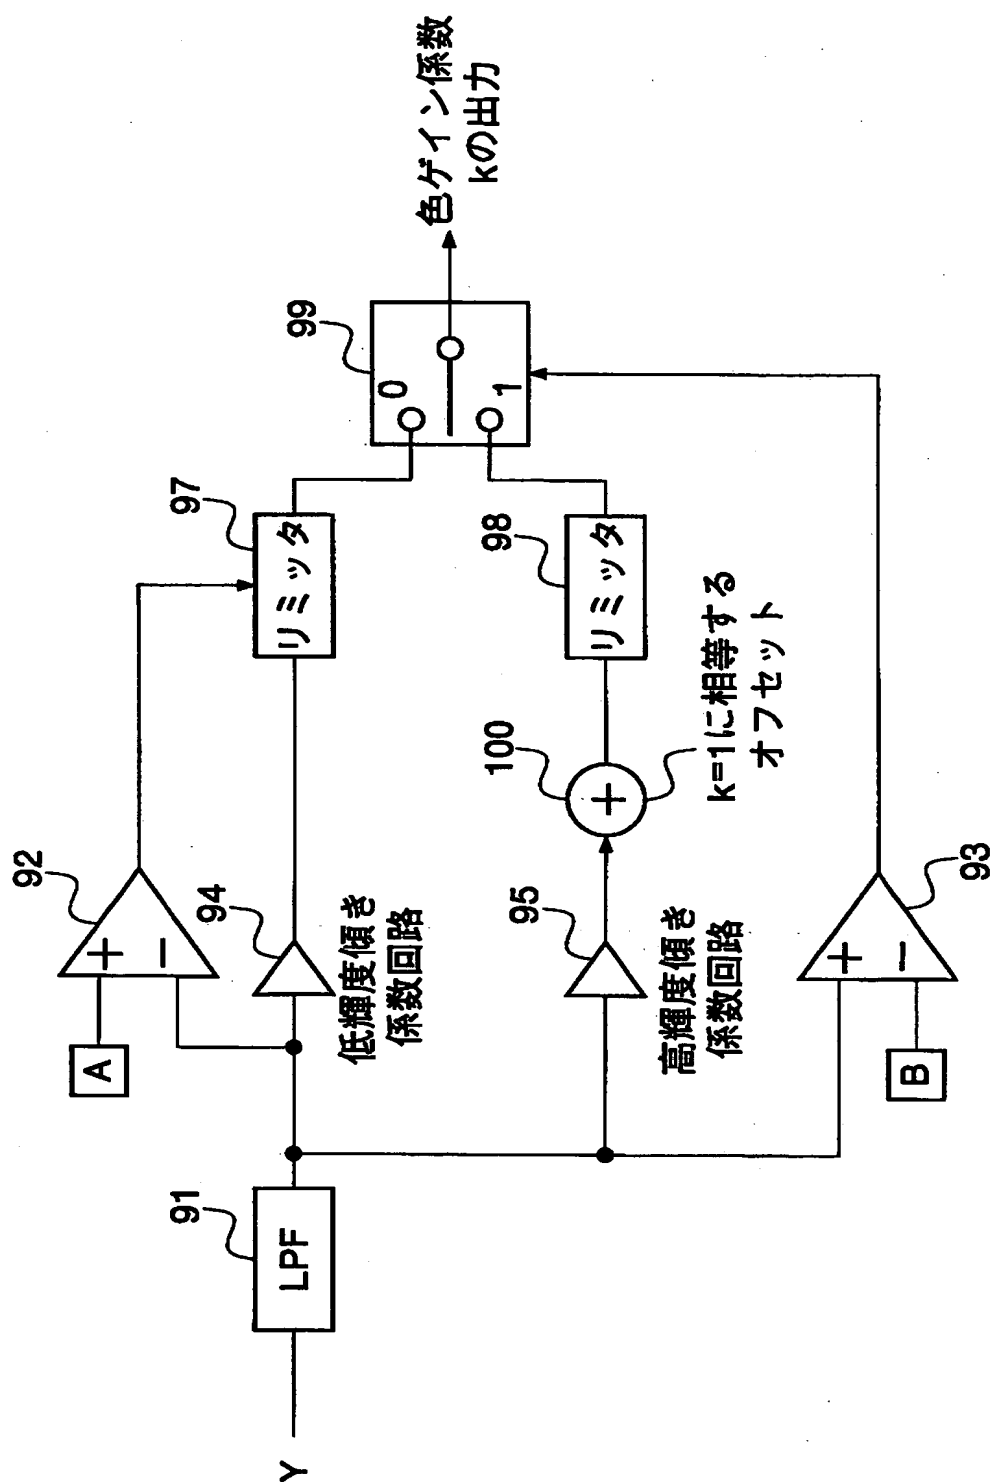 Y
91
LPF
A
92
+
−
94
低輝度傾き
係数回路
97
リミッタ
95
高輝度傾き
係数回路
100
+
k=1に相等する
オフセット
98
リミッタ
B
93
+
−
99
0
1
色ゲイン係数
kの出力